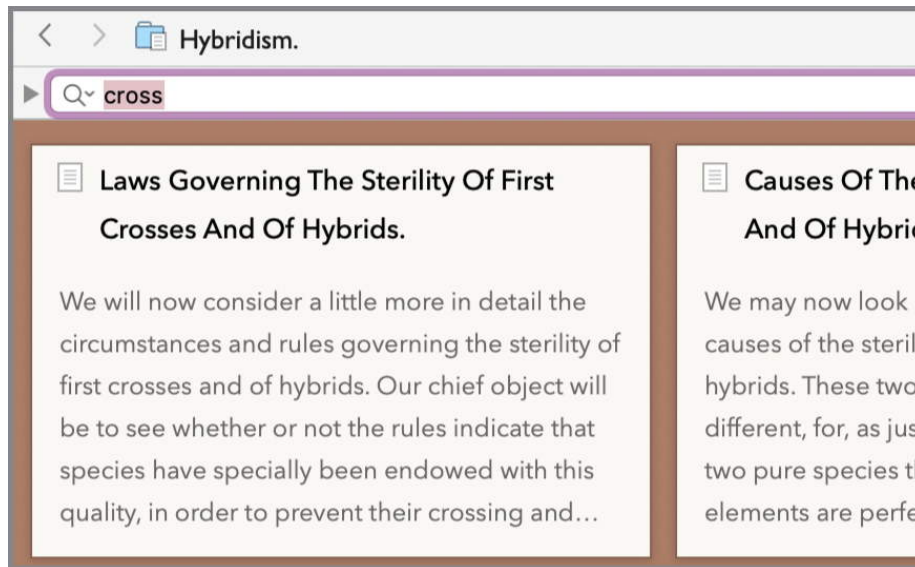 Hybridism.
cross
Laws Governing The Sterility Of First
Crosses And Of Hybrids.
We will now consider a little more in detail the
circumstances and rules governing the sterility of
first crosses and of hybrids. Our chief object will
be to see whether or not the rules indicate that
species have specially been endowed with this
quality, in order to prevent their crossing and…
Causes Of The
And Of
We may now look
causes of the
hybrids. These two
different, for, as
two pure species
elements are